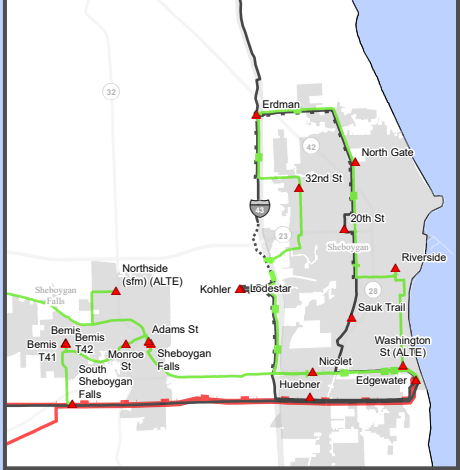 32
Erdman
42
North Gate
32nd St
43
20th St
23
Sheboygan
Riverside
Northside
(sfm) (ALTE)
Kohler
Lodestar
Sheboygan
Falls
28
Sauk Trail
Bemis
Bemis
T41
Bemis
T42
Adams St
Monroe
St
Sheboygan
Falls
South
Sheboygan
Falls
Washington
St (ALTE)
Nicolet
Huebner
Edgewater